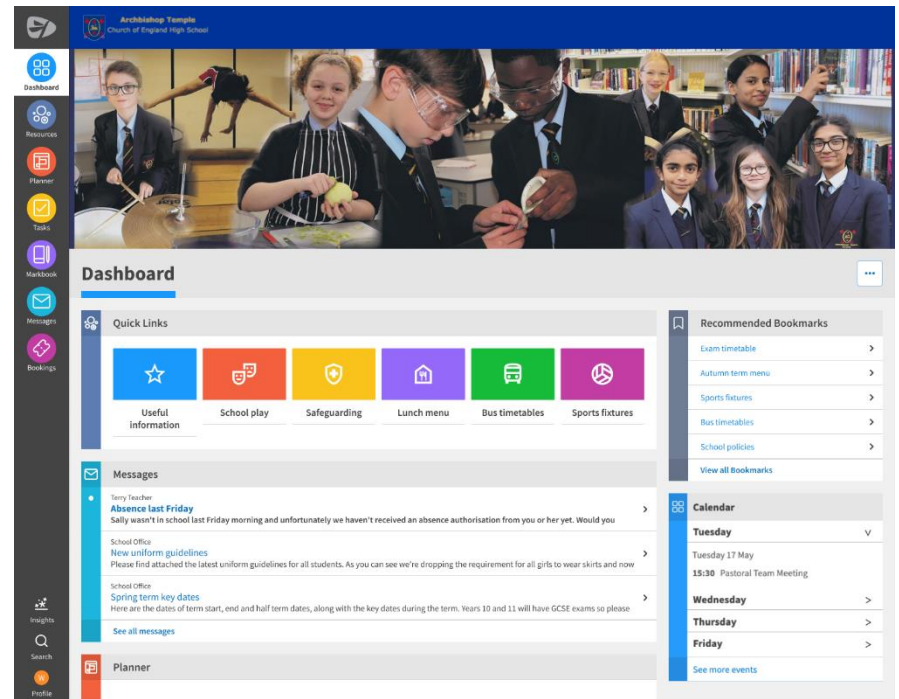 Archbishop Temple
Church of England High School
Dashboard
Resources
Planner
Tasks
Markbook
Messages
Bookings
Insights
Search
W
Profile
Dashboard
Quick Links
Useful
information
School play
Safeguarding
Lunch menu
Bus timetables
Sports fixtures
Messages
Terry Teacher
Absence last Friday
Sally wasn't in school last Friday morning and unfortunately we haven't received an absence authorisation from you or her yet. Would you
School Office
New uniform guidelines
Please find attached the latest uniform guidelines for all students. As you can see we're dropping the requirement for all girls to wear skirts and now
School Office
Spring term key dates
Here are the dates of term start, end and half term dates, along with the key dates during the term. Years 10 and 11 will have GCSE exams so please
See all messages
Planner
Recommended Bookmarks
Exam timetable
Autumn term menu
Sports fixtures
Bus timetables
School policies
View all Bookmarks
Calendar
Tuesday
Tuesday 17 May
15:30 Pastoral Team Meeting
Wednesday
Thursday
Friday
See more events